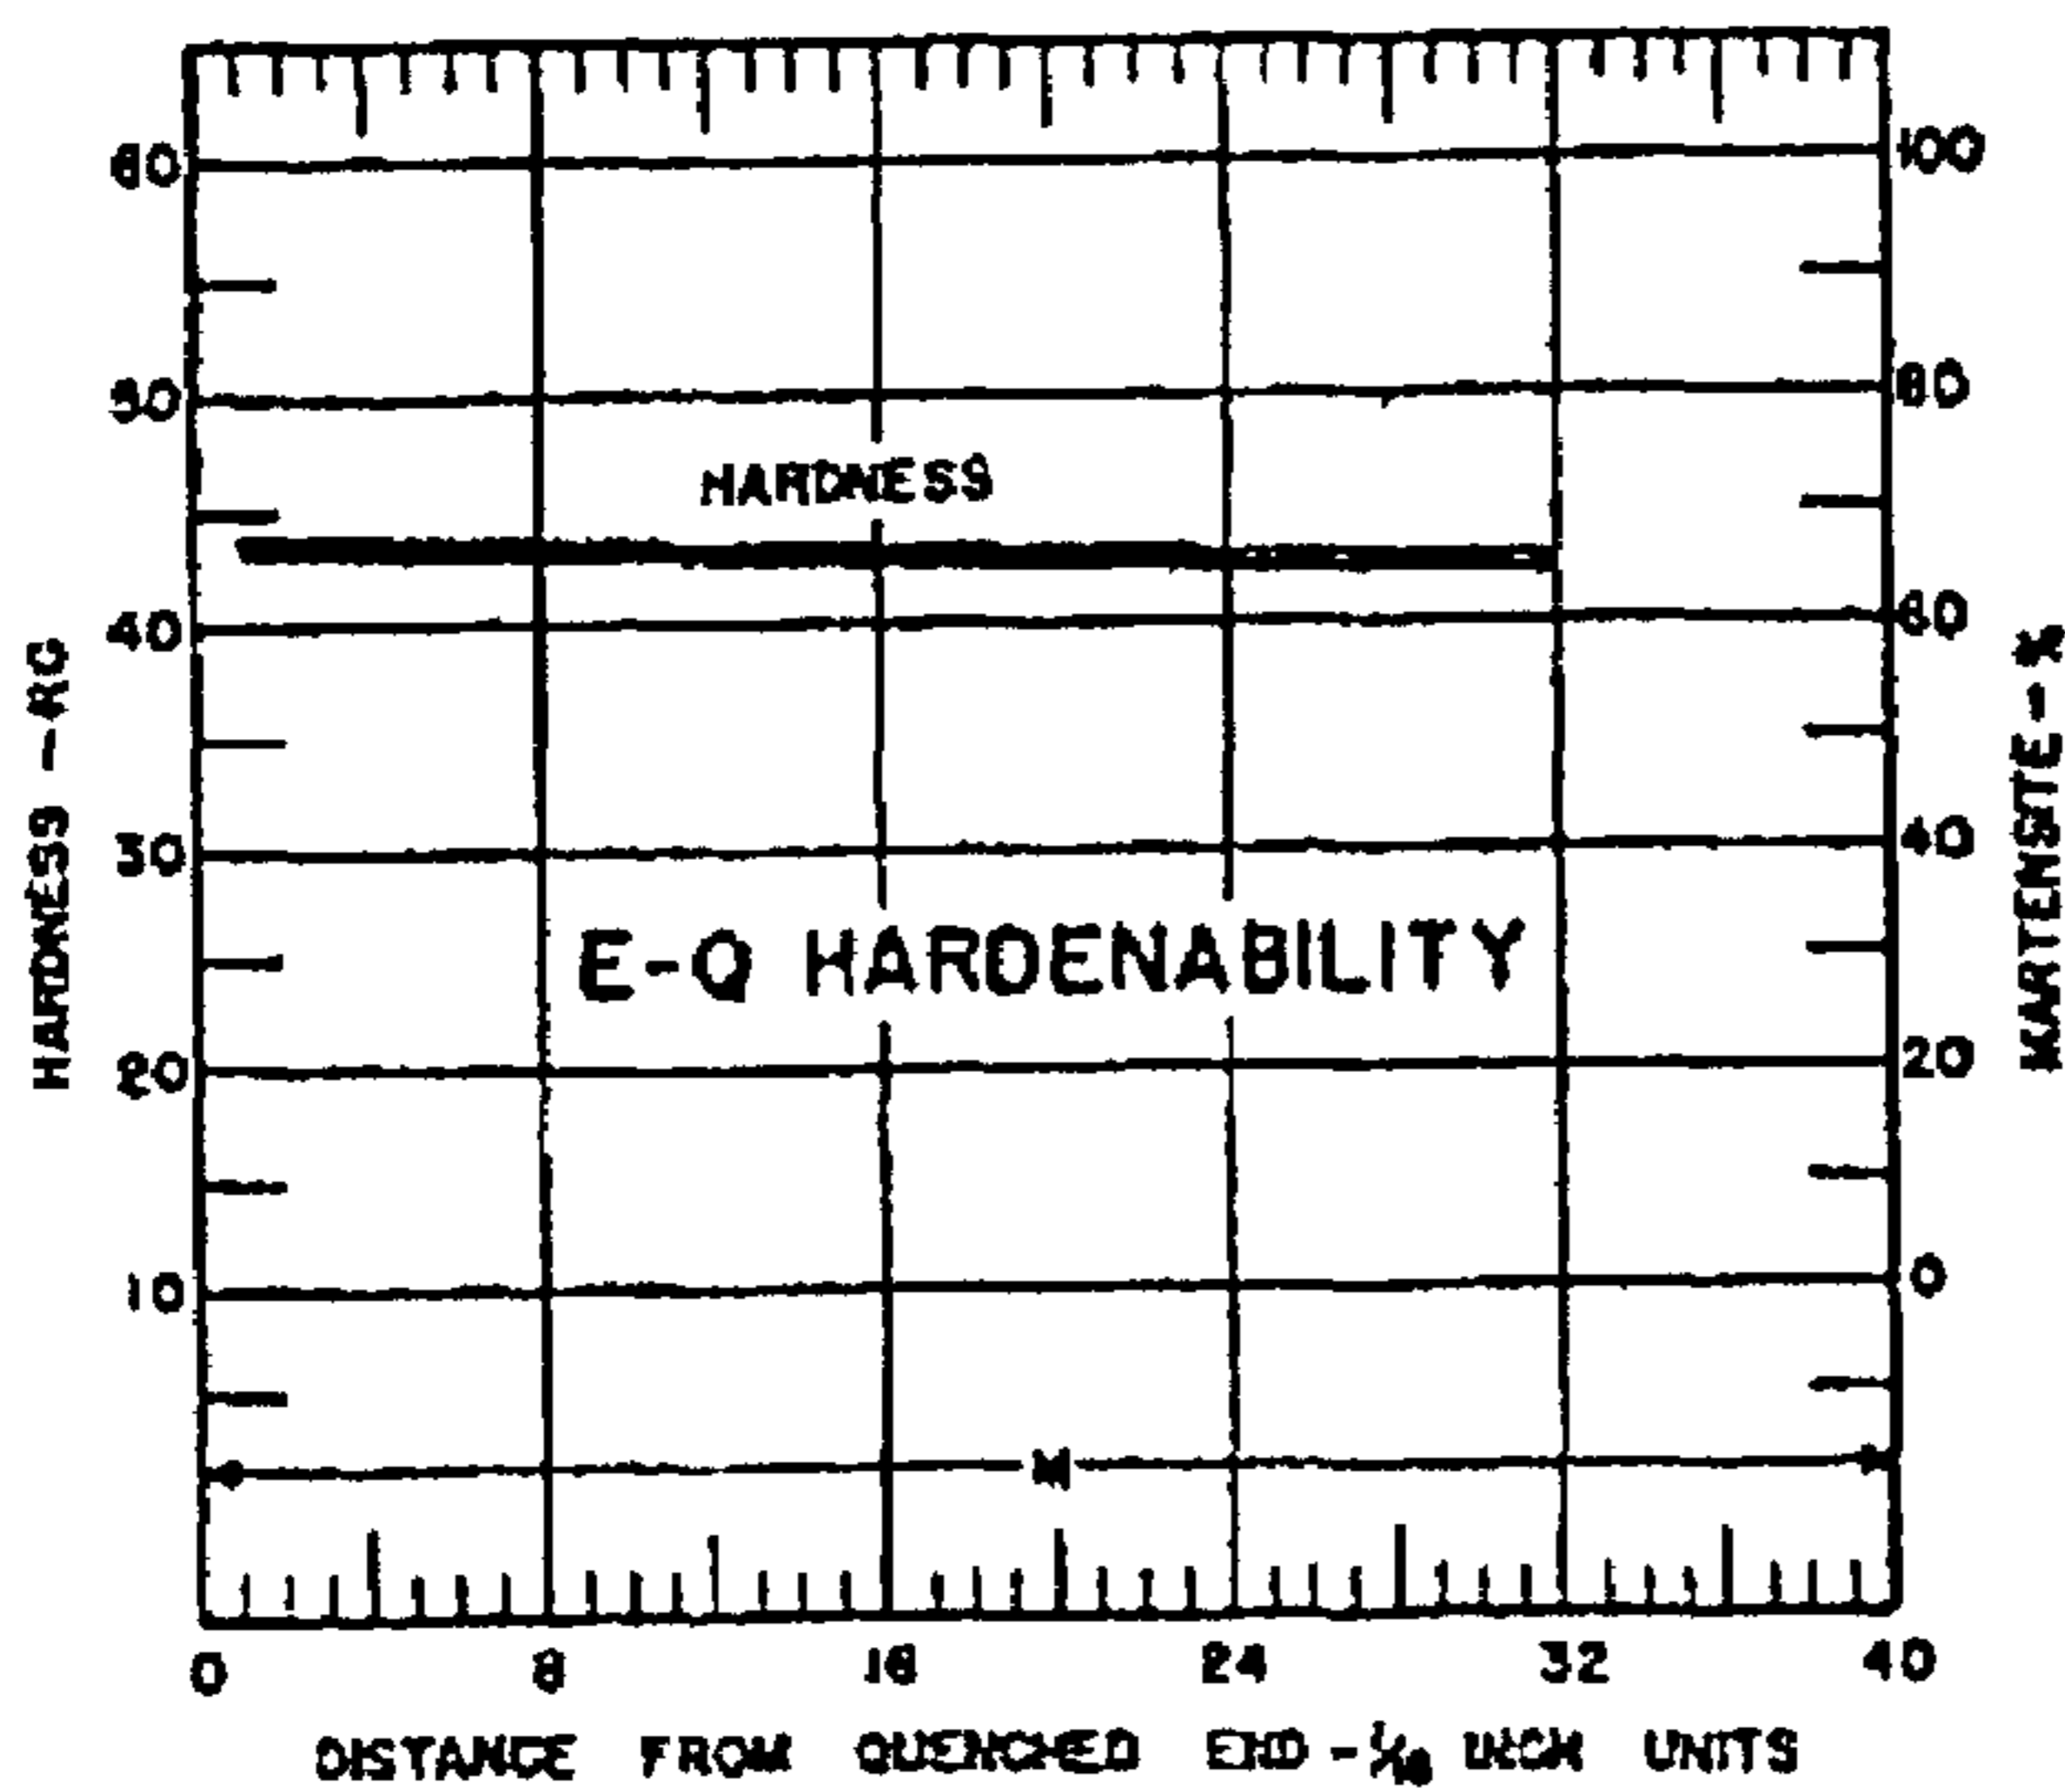 60
50
40
30
20
10
100
80
60
40
20
0
HARDNESS - RC
MARTENSITE - %
HARDNESS
E-Q HARDENABILITY
M
0 8 16 24 32 40
DISTANCE FROM QUENCHED END - 1/16 INCH UNITS